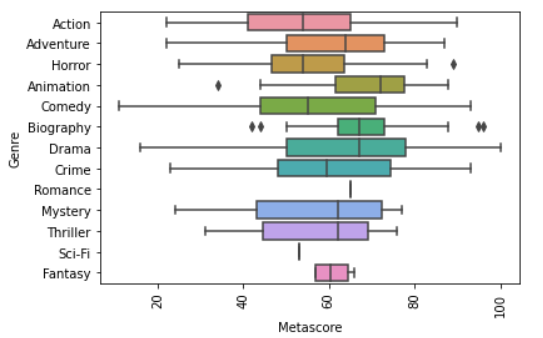 Action
Adventure
Horror
Animation
Comedy
Biography
Drama
Crime
Romance
Mystery
Thriller
Sci-Fi
Fantasy
Genre
20
40
60
80
100
Metascore